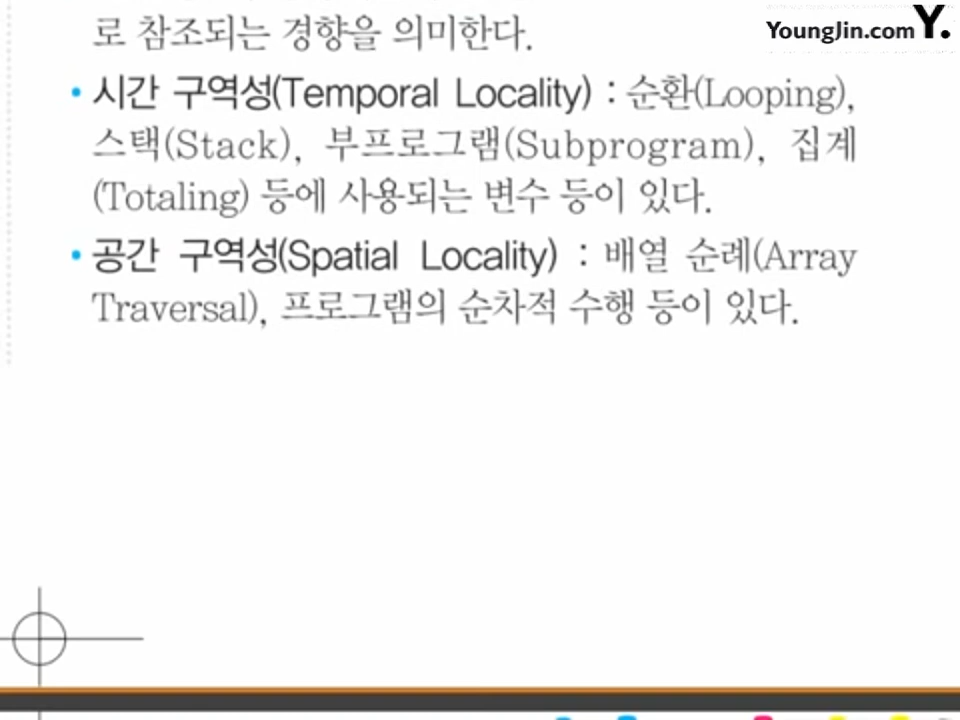 로 참조되는 경향을 의미한다.
YoungJin.com Y.
• 시간 구역성(Temporal Locality) : 순환(Looping),
스택(Stack), 부프로그램(Subprogram), 집계
(Totaling) 등에 사용되는 변수 등이 있다.
• 공간 구역성(Spatial Locality) : 배열 순례(Array
Traversal), 프로그램의 순차적 수행 등이 있다.